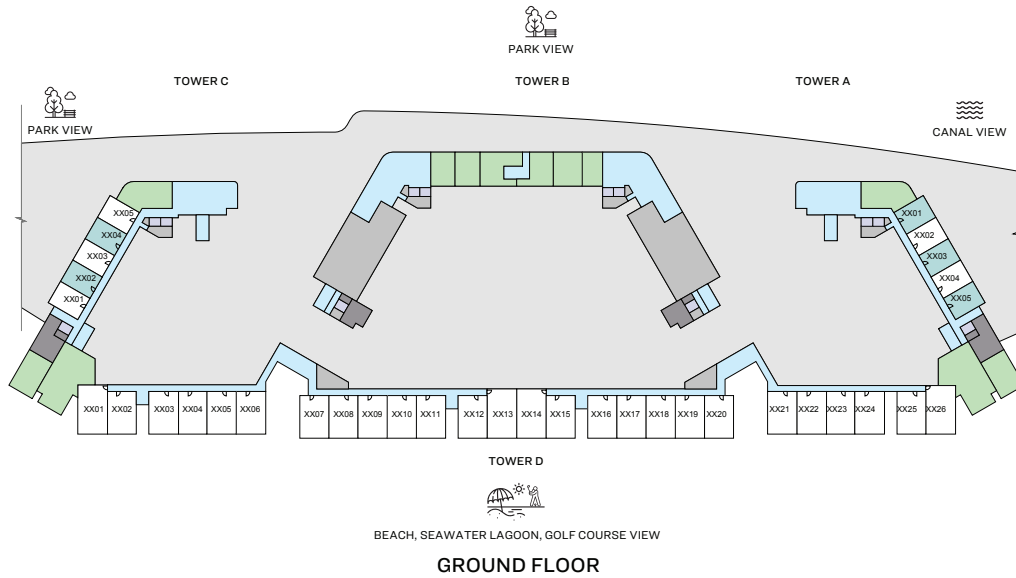 PARK VIEW
TOWER C
TOWER B
TOWER A
PARK VIEW
CANAL VIEW
XX05
XX04
XX03
XX02
XX01
XX01
XX02
XX03
XX04
XX05
XX01
XX02
XX03
XX04
XX05
XX06
XX07
XX08
XX09
XX10
XX11
XX12
XX13
XX14
XX15
XX16
XX17
XX18
XX19
XX20
XX21
XX22
XX23
XX24
XX25
XX26
TOWER D
BEACH, SEAWATER LAGOON, GOLF COURSE VIEW
GROUND FLOOR